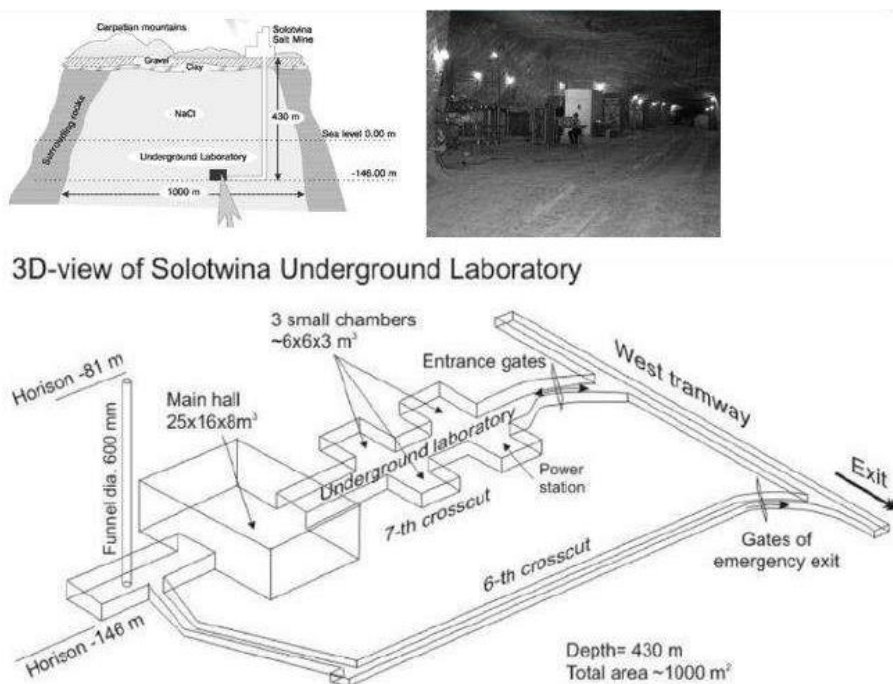 Carpatian mountains
Solotwina
Salt Mine
Gravel
Clay
NaCl
430 m
Surrowding rocks
Sea level 0.00 m
Underground Laboratory
-146.00 m
1000 m
3D-view of Solotwina Underground Laboratory
3 small chambers
~6x6x3 m³
Horison -81 m
Entrance gates
West tramway
Main hall
25x16x8m³
Funnel dia. 600 mm
Underground laboratory
Power
station
Exit
7-th crosscut
6-th crosscut
Gates of
emergency exit
Horison -146 m
Depth= 430 m
Total area ~1000 m²